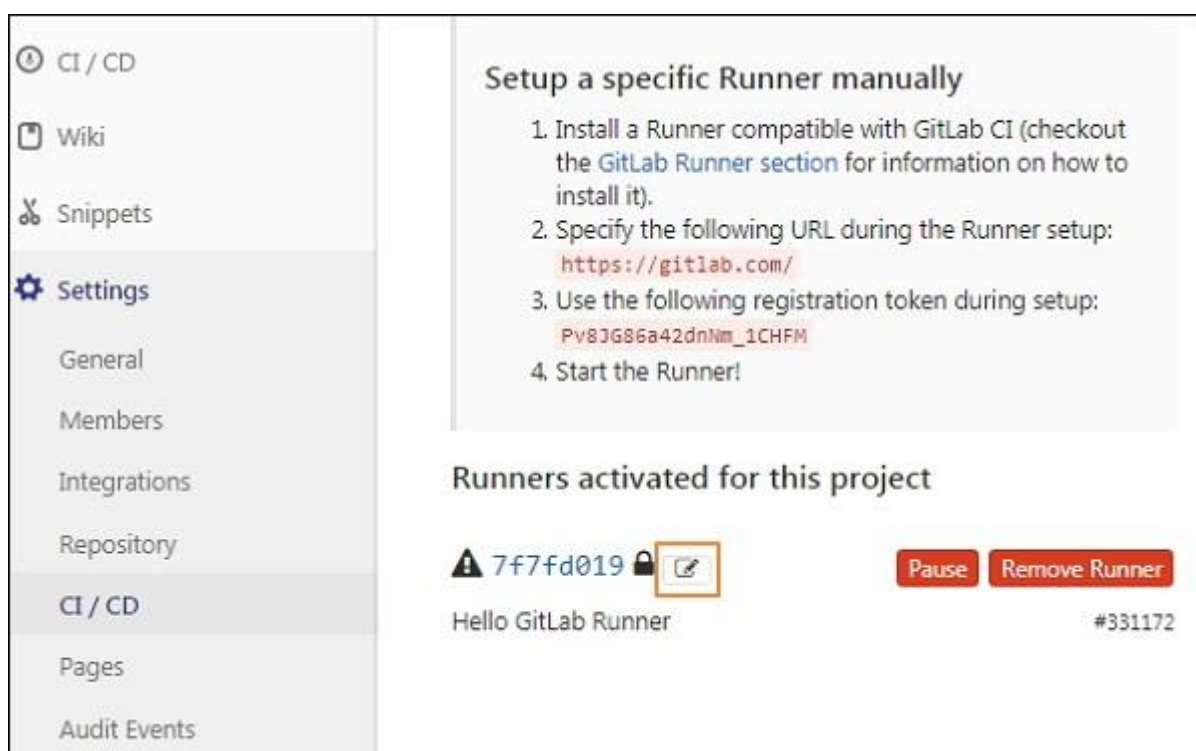 CI / CD
Wiki
Snippets
Settings
General
Members
Integrations
Repository
CI / CD
Pages
Audit Events
Setup a specific Runner manually
1. Install a Runner compatible with GitLab CI (checkout
the GitLab Runner section for information on how to
install it).
2. Specify the following URL during the Runner setup:
https://gitlab.com/
3. Use the following registration token during setup:
Pv8JG86a42dnNm_1CHFM
4. Start the Runner!
Runners activated for this project
7f7fd019
Pause Remove Runner
Hello GitLab Runner
#331172